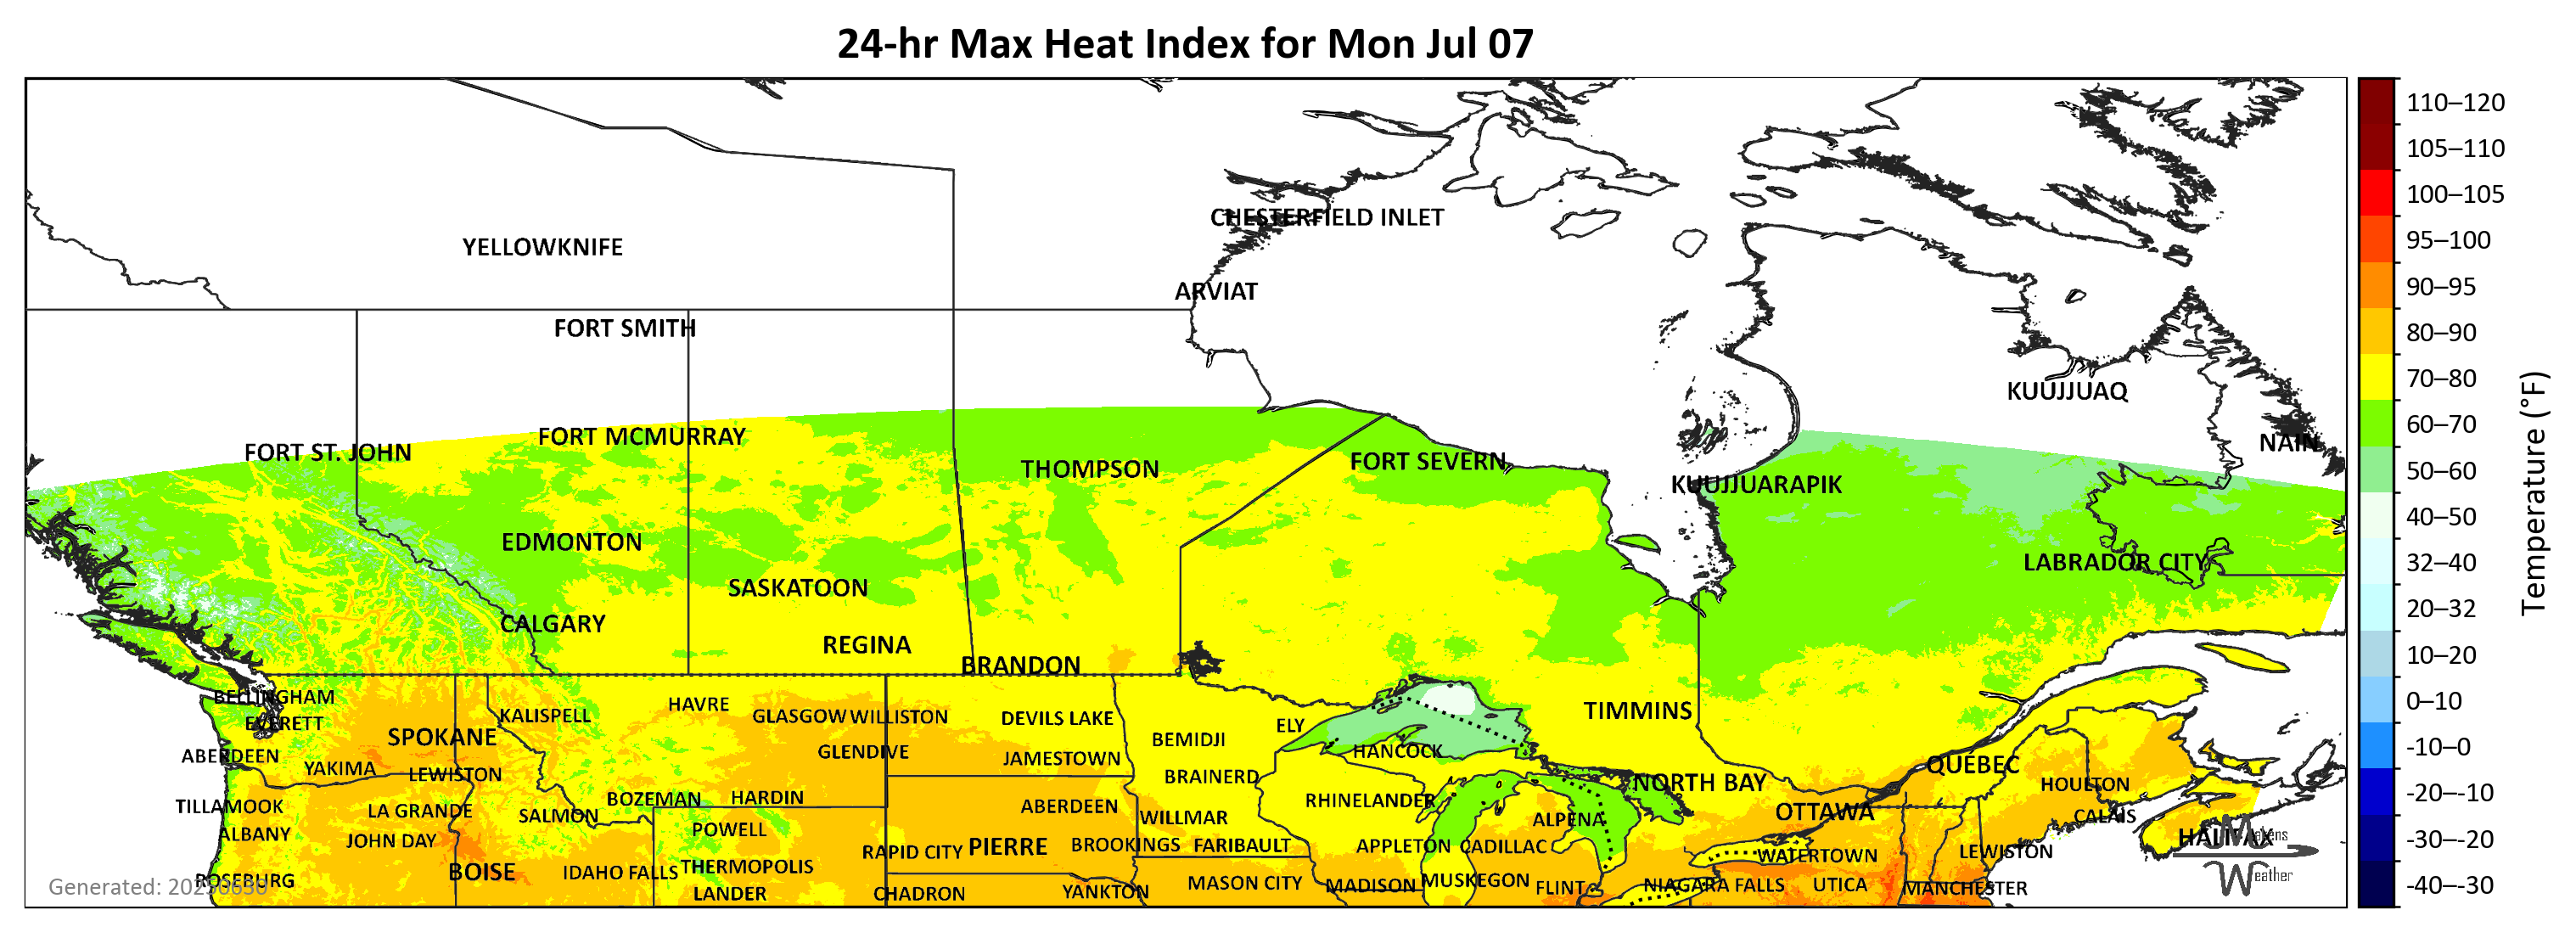 24-hr Max Heat Index for Mon Jul 07
CHESTERFIELD INLET
YELLOWKNIFE
ARVIAT
FORT SMITH
KUUJJUAQ
FORT MCMURRAY
NAIN
FORT ST. JOHN
FORT SEVERN
THOMPSON
KUUJJUARAPIK
EDMONTON
LABRADOR CITY
SASKATOON
CALGARY
REGINA
BRANDON
BELLINGHAM
HAVRE
TIMMINS
KALISPELL
GLASGOW WILLISTON
DEVILS LAKE
EVERETT
ELY
SPOKANE
BEMIDJI
HANCOCK
GLENDIVE
ABERDEEN
JAMESTOWN
QUÉBEC
YAKIMA
LEWISTON
BRAINERD
NORTH BAY
HOULTON
BOZEMAN
HARDIN
RHINELANDER
TILLAMOOK
ABERDEEN
LA GRANDE
OTTAWA
SALMON
WILLMAR
CALAIS
ALPENA
POWELL
ALBANY
HALIFAX
JOHN DAY
RAPID CITY
PIERRE
BROOKINGS
FARIBAULT
APPLETON
CADILLAC
LEWISTON
WATERTOWN
THERMOPOLIS
BOISE
IDAHO FALLS
ROSEBURG
MUSKEGON
MASON CITY
MADISON
FLINT
NIAGARA FALLS
UTICA
MANCHESTER
LANDER
CHADRON
YANKTON
Generated: 20250630
Weather
110–120
105–110
100–105
95–100
90–95
80–90
70–80
60–70
50–60
40–50
32–40
20–32
10–20
0–10
-10–0
-20–-10
-30–-20
-40–-30
Temperature (°F)